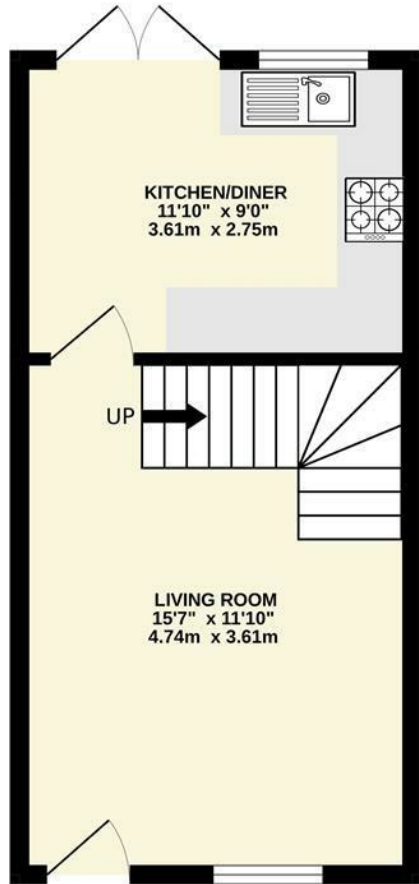 KITCHEN/DINER
11'10" x 9'0"
3.61m x 2.75m
UP
LIVING ROOM
15'7" x 11'10"
4.74m x 3.61m